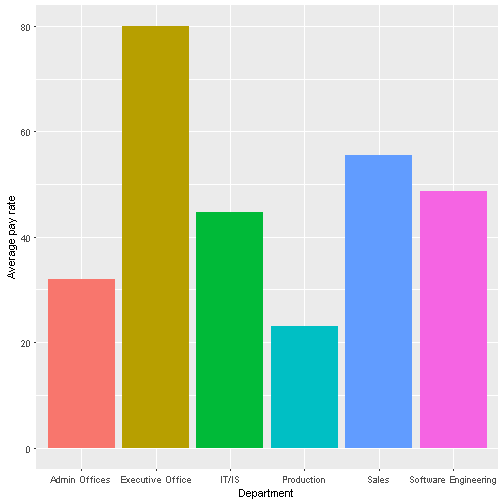 Average pay rate
80
60
40
20
0
Admin Offices Executive Office IT/IS Production Sales Software Engineering
Department